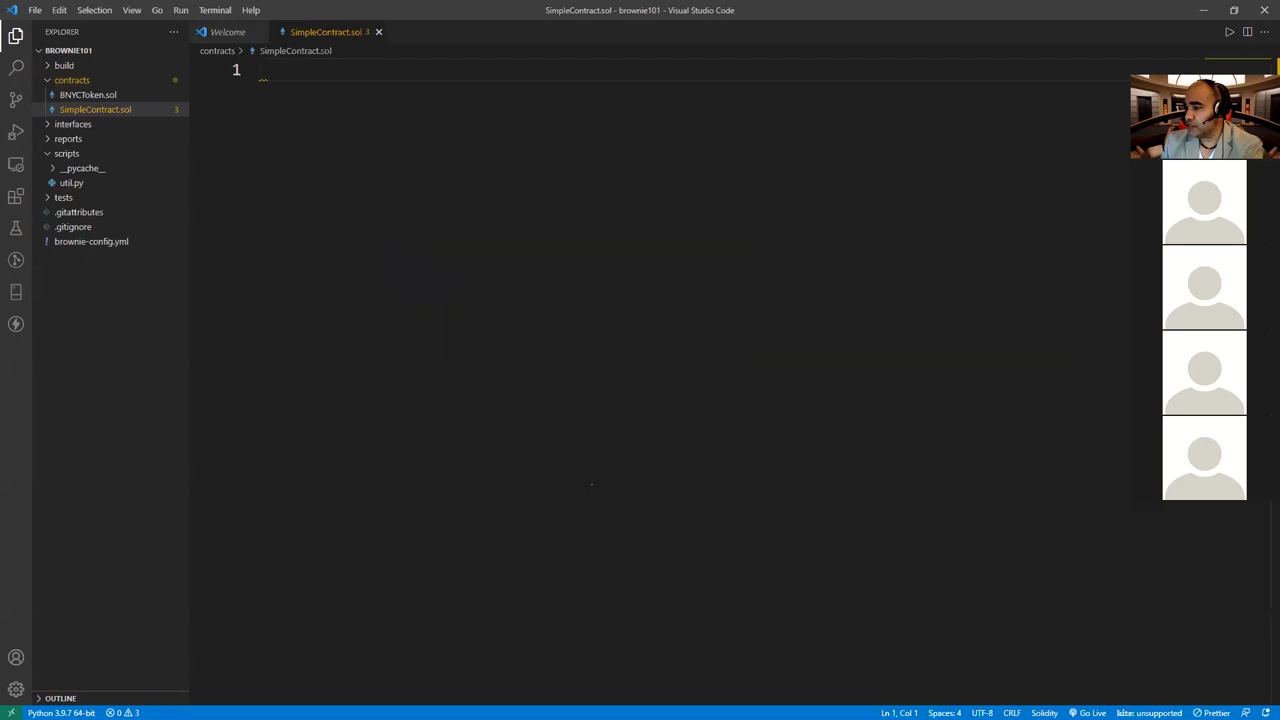 File Edit Selection View Go Run Terminal Help
SimpleContract.sol - brownie101 - Visual Studio Code
EXPLORER
Welcome
SimpleContract.sol 3
BROWNIE101
contracts > SimpleContract.sol
build
contracts
BNYCToken.sol
SimpleContract.sol 3
interfaces
reports
scripts
__pycache__
util.py
tests
.gitattributes
.gitignore
! brownie-config.yml
1
OUTLINE
Python 3.9.7 64-bit 0 3 Ln 1, Col 1 Spaces: 4 UTF-8 CRLF Solidity Go Live unsupported Prettier